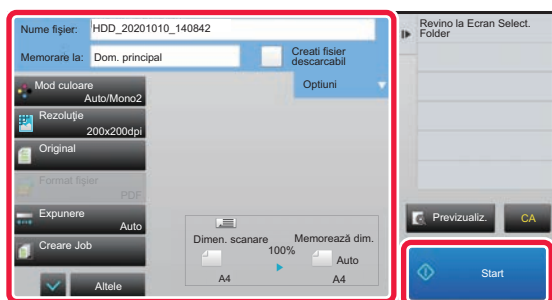 Nume fişier: HDD_20201010_140842
Memorare la: Dom. principal
Creati fisier
descarcabil
Optiuni
Mod culoare
Auto/Mono2
Rezoluţie
200x200dpi
Original
Format fişier
PDF
Expunere
Auto
Creare Job
Altele
Dimen. scanare
100%
Memorează dim.
Auto
A4
A4
Revino la Ecran Select.
Folder
Previzualiz.
CA
Start